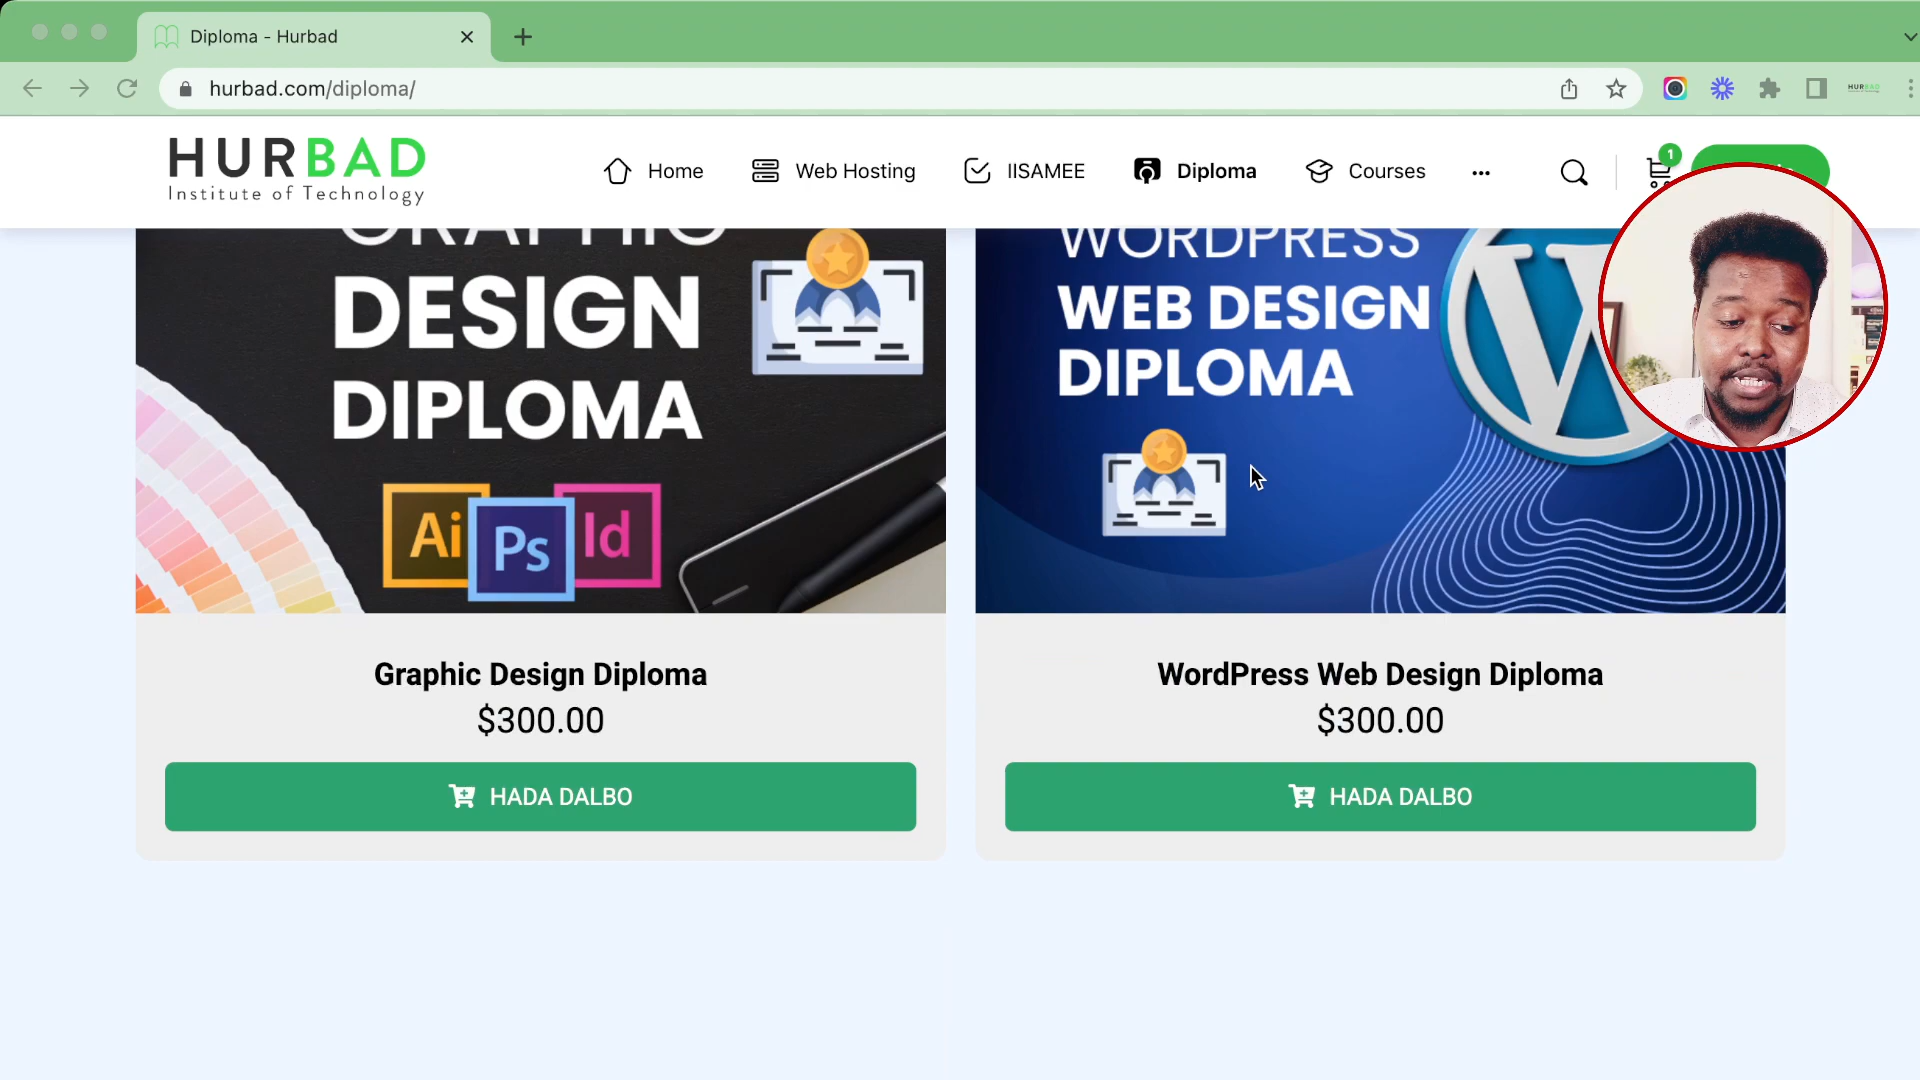 Diploma - Hurbad
hurbad.com/diploma/
HURBAD
Institute of Technology
Home
Web Hosting
IISAMEE
Diploma
Courses
1
GRAPHIC
DESIGN
DIPLOMA
Ai
Ps
Id
WORDPRESS
WEB DESIGN
DIPLOMA
Graphic Design Diploma
$300.00
HADA DALBO
WordPress Web Design Diploma
$300.00
HADA DALBO